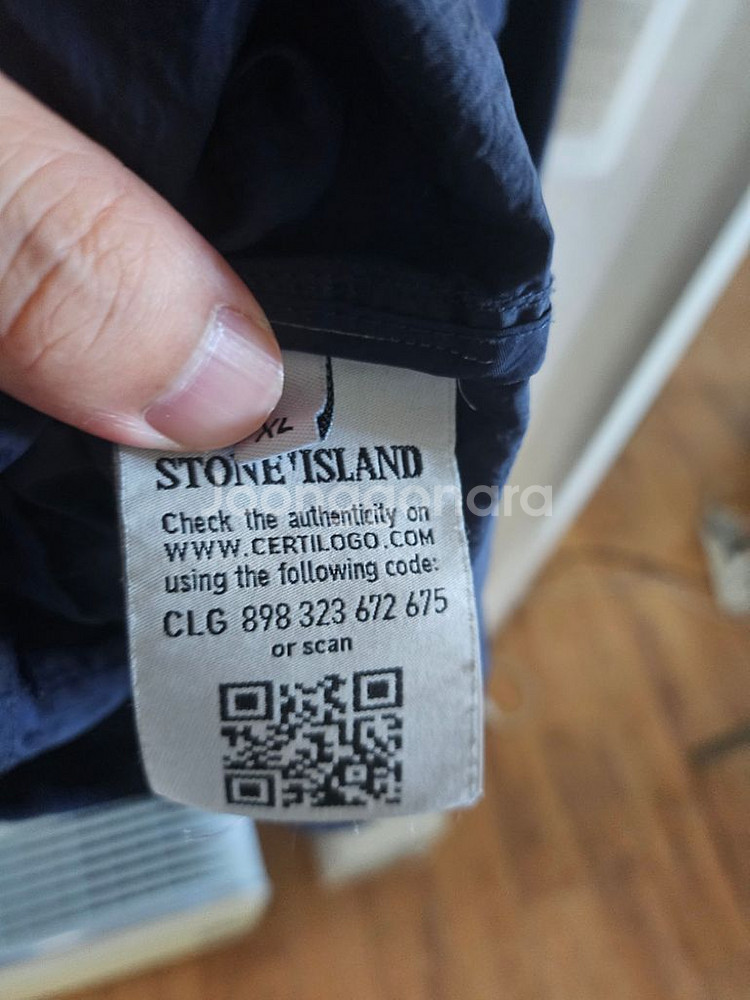 XL
STONE ISLAND
joonggonara
Check the authenticity on
WWW.CERTILOGO.COM
using the following code:
CLG 898 323 672 675
or scan